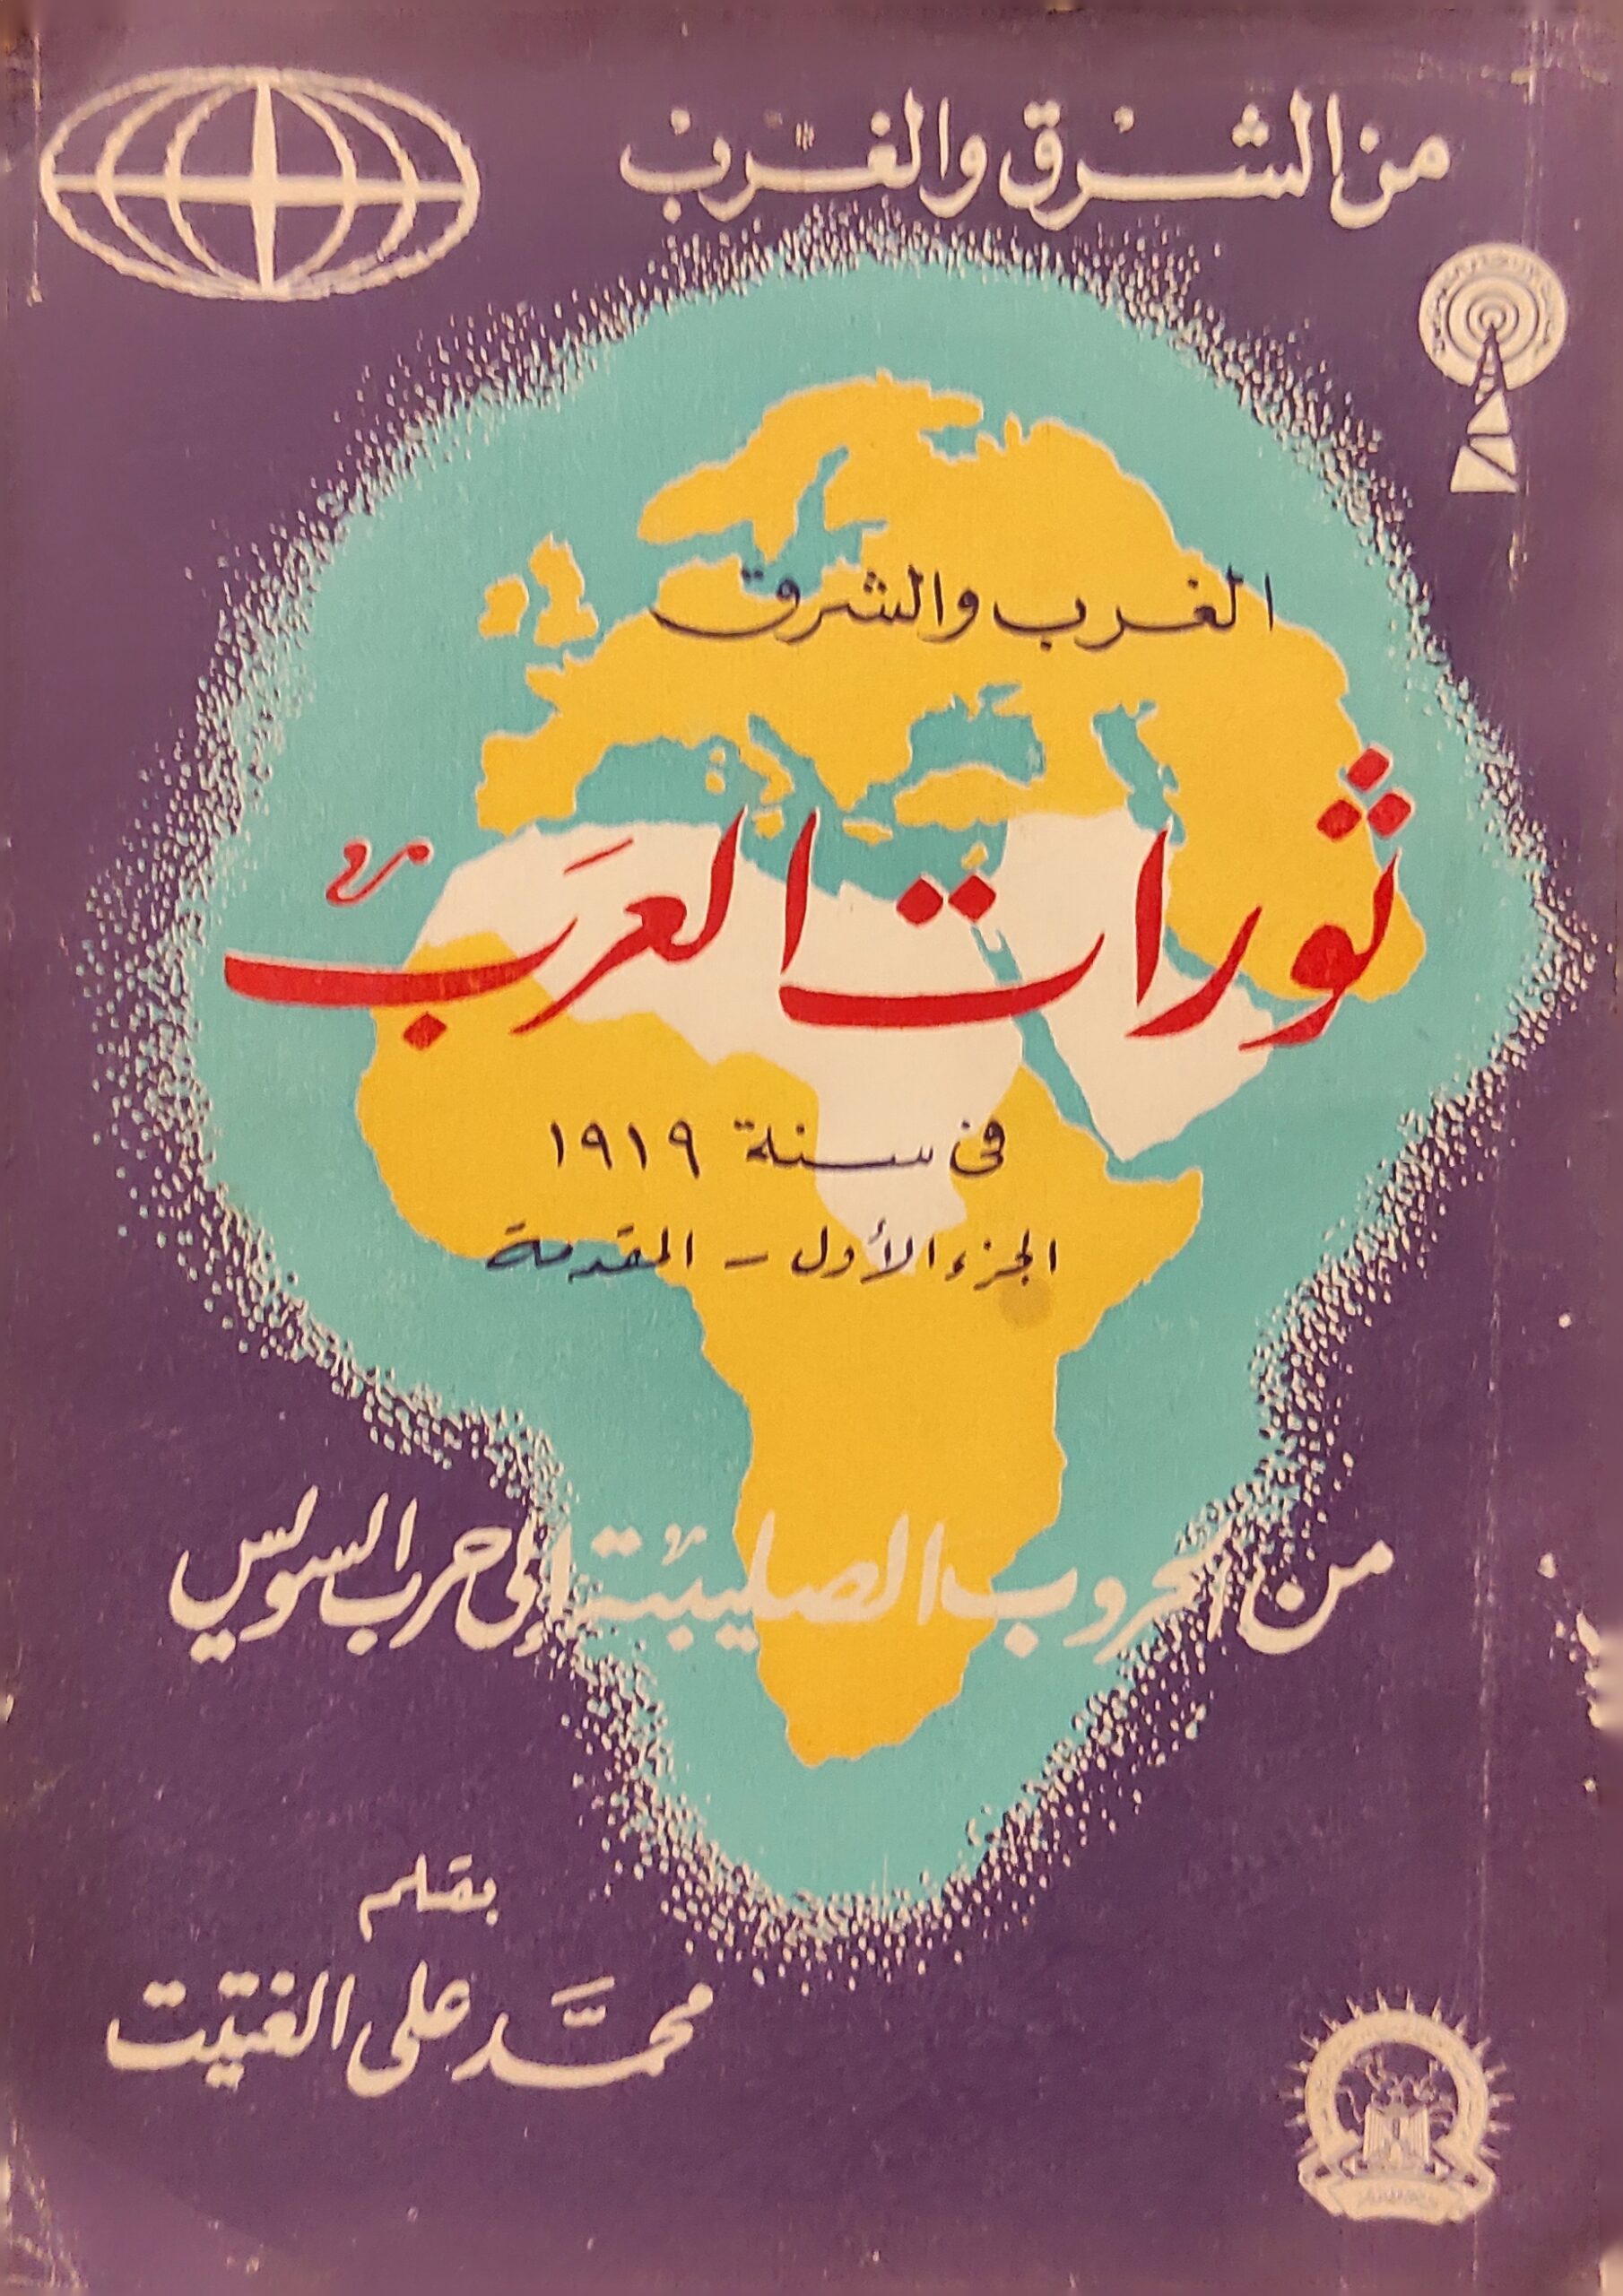 من الشرق والغرب
الغرب والشرق
ثورات العرب
في سنة ١٩١٩
الجزء الأول - المقدمة
من الحروب الصليبية إلى حرب السويس
بقلم
محمد على الغتيت